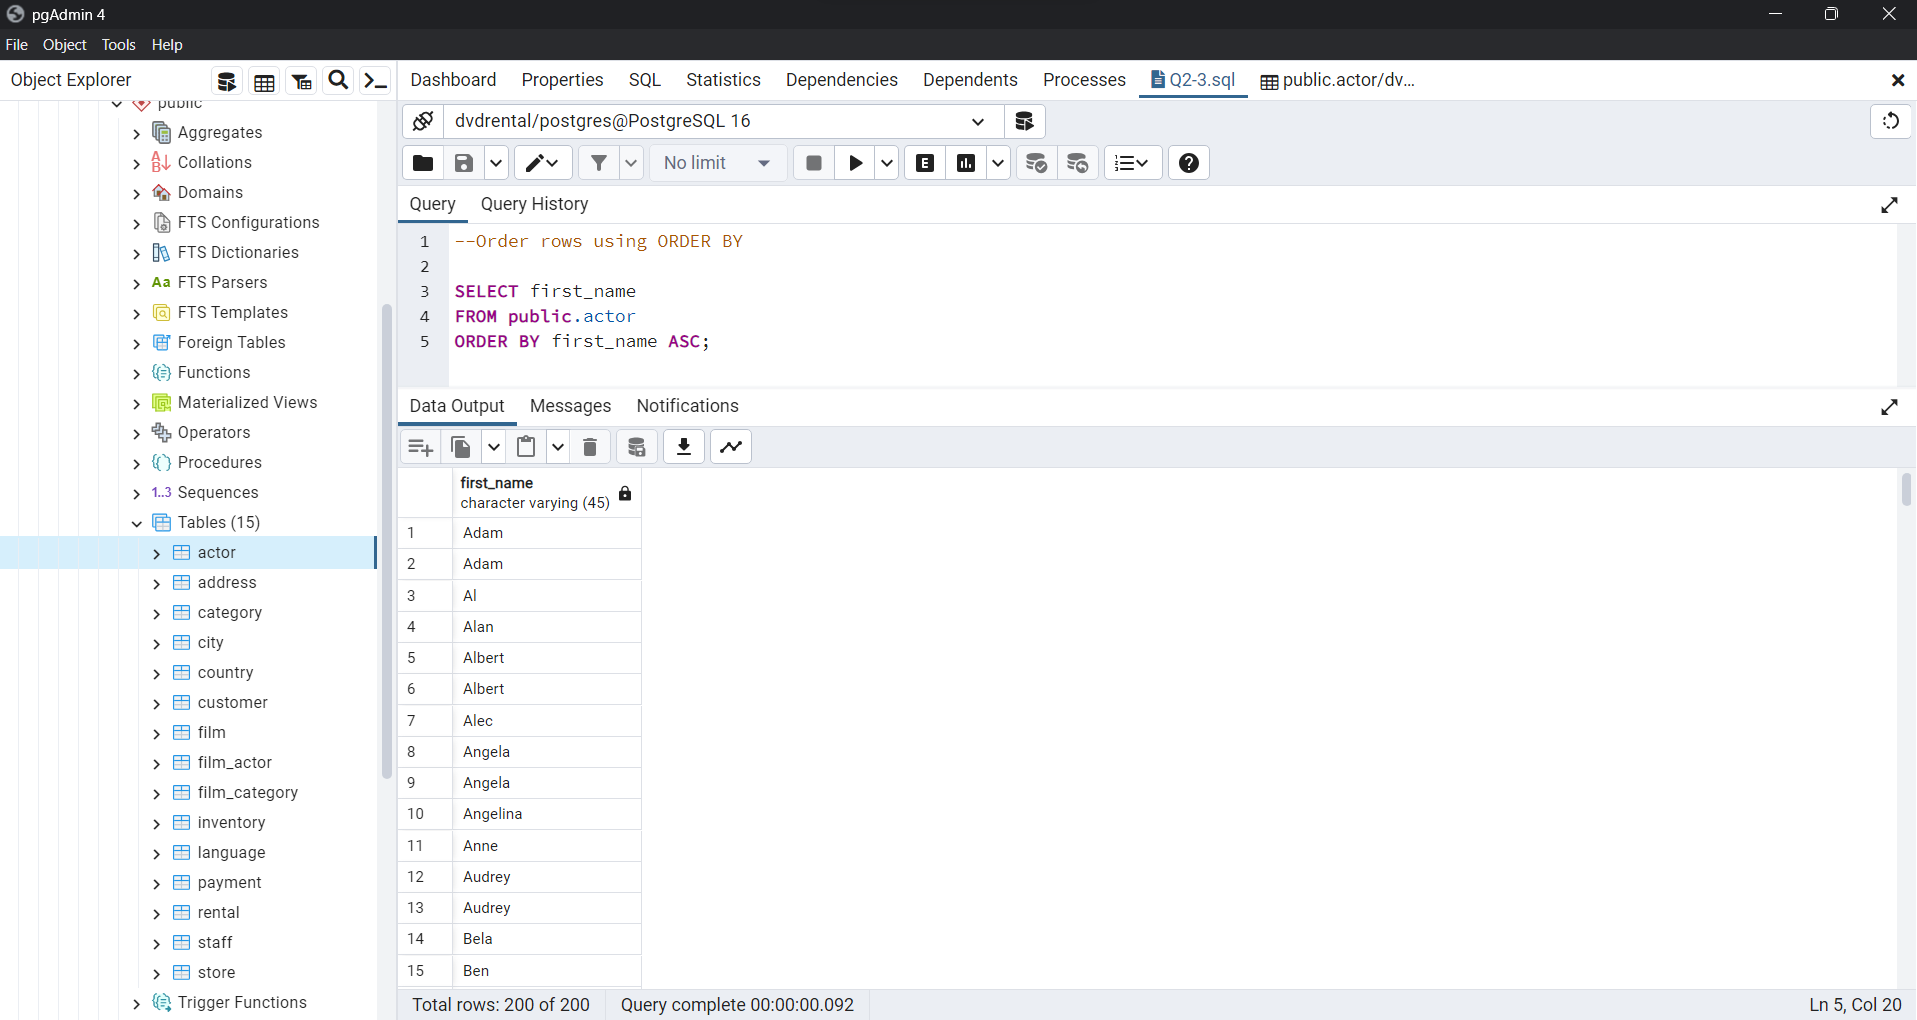 pgAdmin 4
File Object Tools Help
Object Explorer
Dashboard Properties SQL Statistics Dependencies Dependents Processes Q2-3.sql public.actor/dv...
public
Aggregates
Collations
Domains
FTS Configurations
FTS Dictionaries
Aa FTS Parsers
FTS Templates
Foreign Tables
Functions
Materialized Views
Operators
Procedures
1..3 Sequences
Tables (15)
actor
address
category
city
country
customer
film
film_actor
film_category
inventory
language
payment
rental
staff
store
Trigger Functions
dvdrental/postgres@PostgreSQL 16
No limit
E
Query Query History
1 --Order rows using ORDER BY
2
3 SELECT first_name
4 FROM public.actor
5 ORDER BY first_name ASC;
Data Output Messages Notifications
first_name
character varying (45)
1 Adam
2 Adam
3 Al
4 Alan
5 Albert
6 Albert
7 Alec
8 Angela
9 Angela
10 Angelina
11 Anne
12 Audrey
13 Audrey
14 Bela
15 Ben
Total rows: 200 of 200 Query complete 00:00:00.092 Ln 5, Col 20